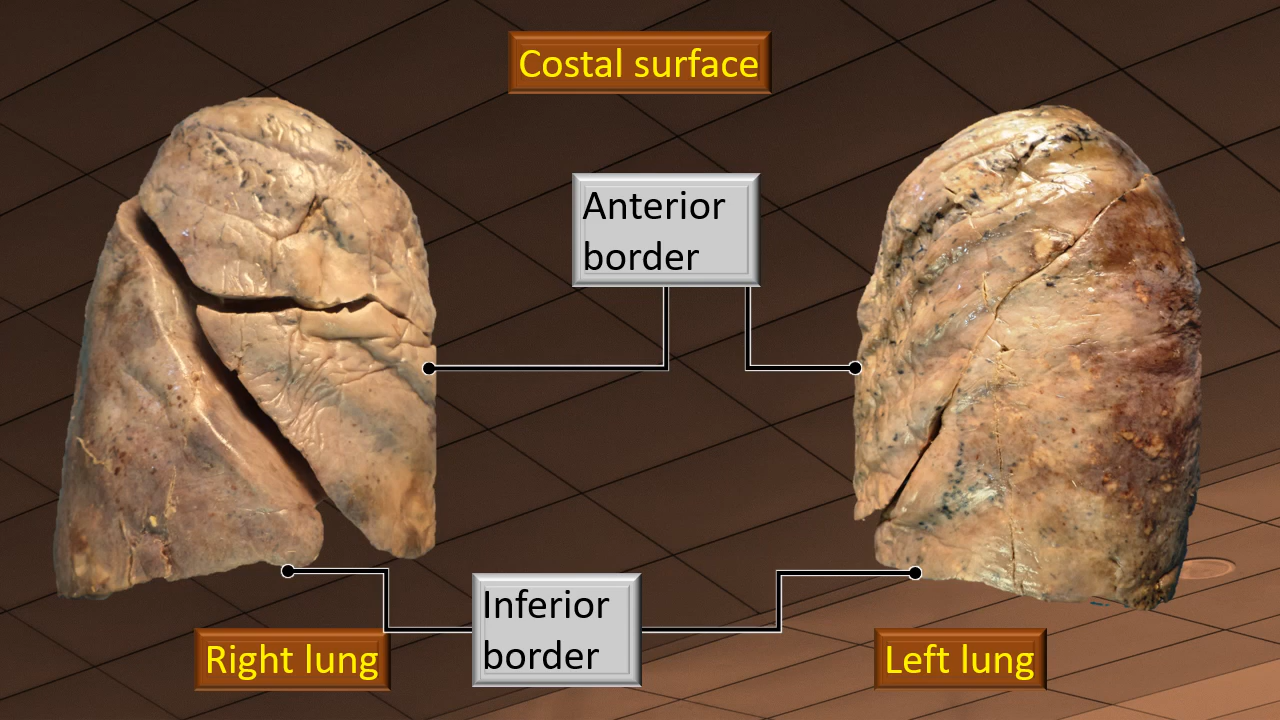 Costal surface
Anterior
border
Inferior
border
Right lung
Left lung